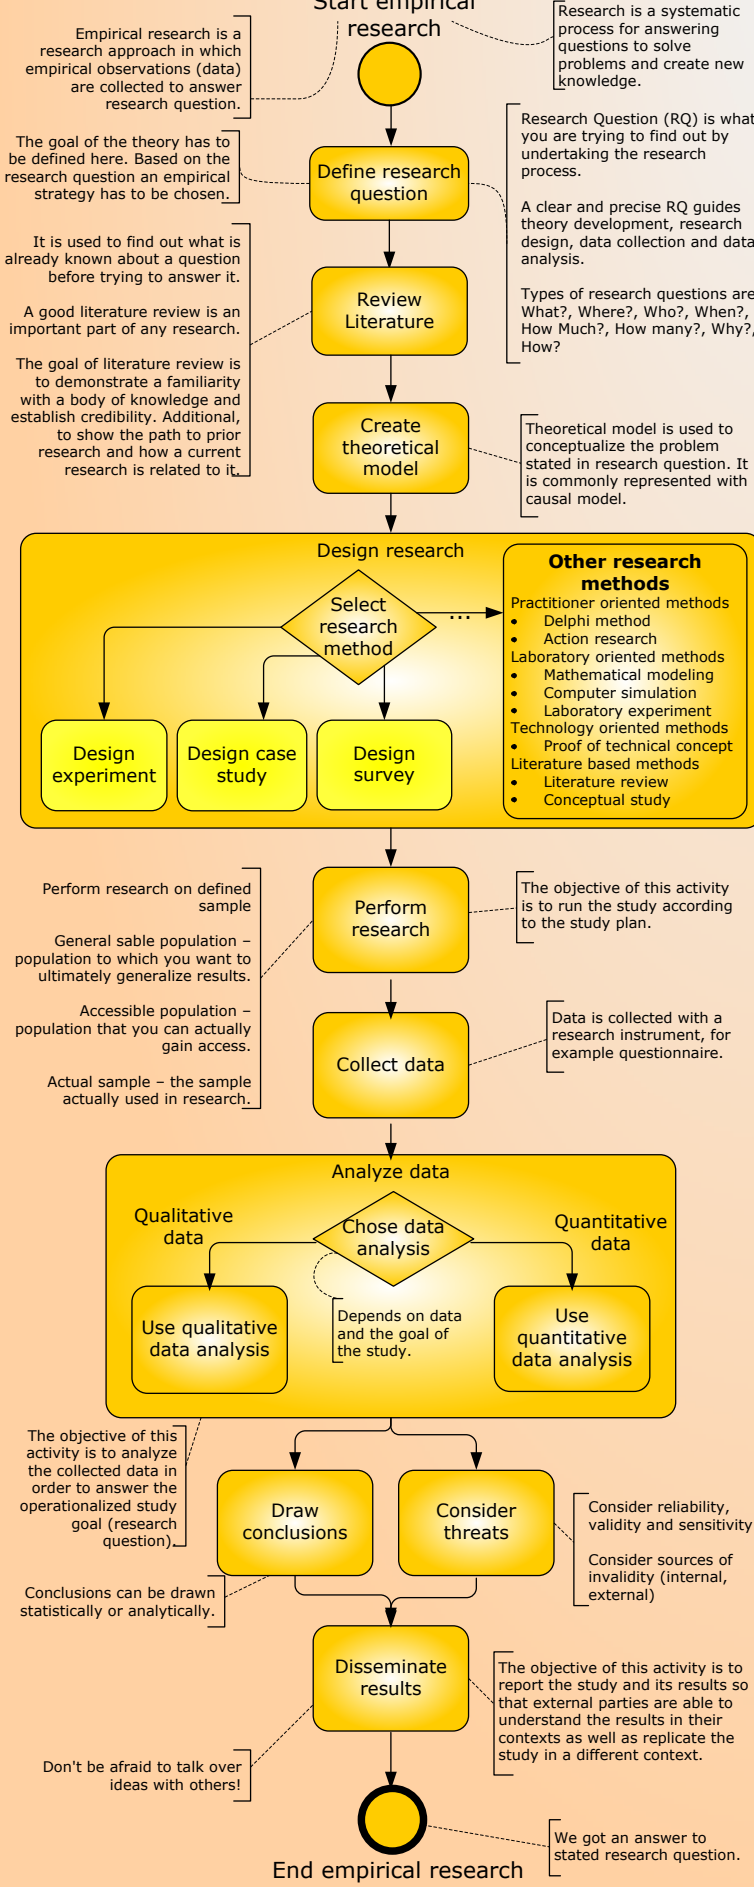 Start empirical
research
Empirical research is a
research approach in which
empirical observations (data)
are collected to answer
research question.
Research is a systematic
process for answering
questions to solve
problems and create new
knowledge.
The goal of the theory has to
be defined here. Based on the
research question an empirical
strategy has to be chosen.
Define research
question
Research Question (RQ) is what
you are trying to find out by
undertaking the research
process.
A clear and precise RQ guides
theory development, research
design, data collection and data
analysis.
Types of research questions are
What?, Where?, Who?, When?,
How Much?, How many?, Why?,
How?
It is used to find out what is
already known about a question
before trying to answer it.
A good literature review is an
important part of any research.
The goal of literature review is
to demonstrate a familiarity
with a body of knowledge and
establish credibility. Additional,
to show the path to prior
research and how a current
research is related to it.
Review
Literature
Create
theoretical
model
Theoretical model is used to
conceptualize the problem
stated in research question. It
is commonly represented with
causal model.
Design research
Select
research
method
...
Design
experiment
Design case
study
Design
survey
Other research
methods
Practitioner oriented methods
• Delphi method
• Action research
Laboratory oriented methods
• Mathematical modeling
• Computer simulation
• Laboratory experiment
Technology oriented methods
• Proof of technical concept
Literature based methods
• Literature review
• Conceptual study
Perform research on defined
sample
General sable population –
population to which you want to
ultimately generalize results.
Accessible population –
population that you can actually
gain access.
Actual sample – the sample
actually used in research.
Perform
research
The objective of this activity
is to run the study according
to the study plan.
Collect data
Data is collected with a
research instrument, for
example questionnaire.
Analyze data
Qualitative
data
Chose data
analysis
Quantitative
data
Use qualitative
data analysis
Depends on data
and the goal of
the study.
Use
quantitative
data analysis
The objective of this
activity is to analyze
the collected data in
order to answer the
operationalized study
goal (research
question).
Draw
conclusions
Consider
threats
Consider reliability,
validity and sensitivity
Consider sources of
invalidity (internal,
external)
Conclusions can be drawn
statistically or analytically.
Disseminate
results
The objective of this activity is to
report the study and its results so
that external parties are able to
understand the results in their
contexts as well as replicate the
study in a different context.
Don't be afraid to talk over
ideas with others!
We got an answer to
stated research question.
End empirical research